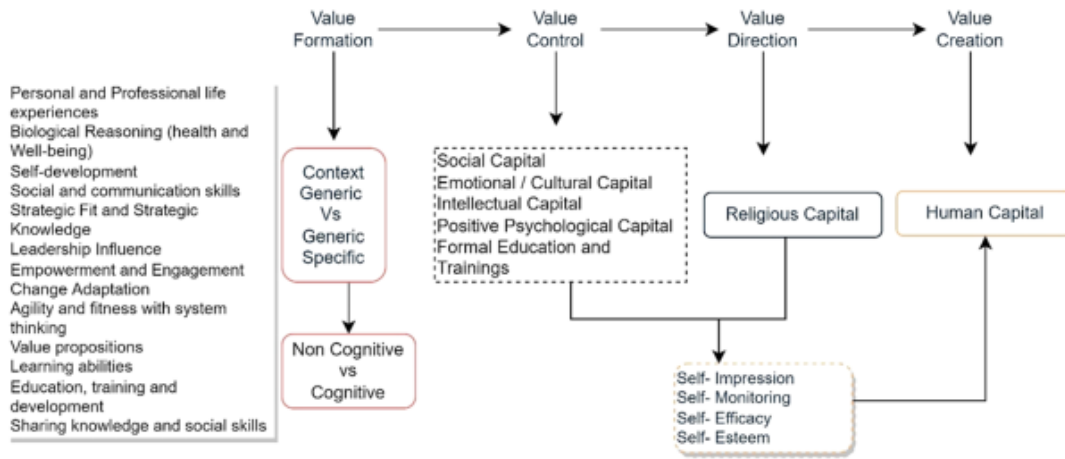 Value
Formation
Value
Control
Value
Direction
Value
Creation
Personal and Professional life
experiences
Biological Reasoning (health and
Well-being)
Self-development
Social and communication skills
Strategic Fit and Strategic
Knowledge
Leadership Influence
Empowerment and Engagement
Change Adaptation
Agility and fitness with system
thinking
Value propositions
Learning abilities
Education, training and
development
Sharing knowledge and social skills
Context
Generic
Vs
Generic
Specific
Non Cognitive
vs
Cognitive
Social Capital
Emotional / Cultural Capital
Intellectual Capital
Positive Psychological Capital
Formal Education and
Trainings
Religious Capital
Human Capital
Self- Impression
Self- Monitoring
Self- Efficacy
Self- Esteem